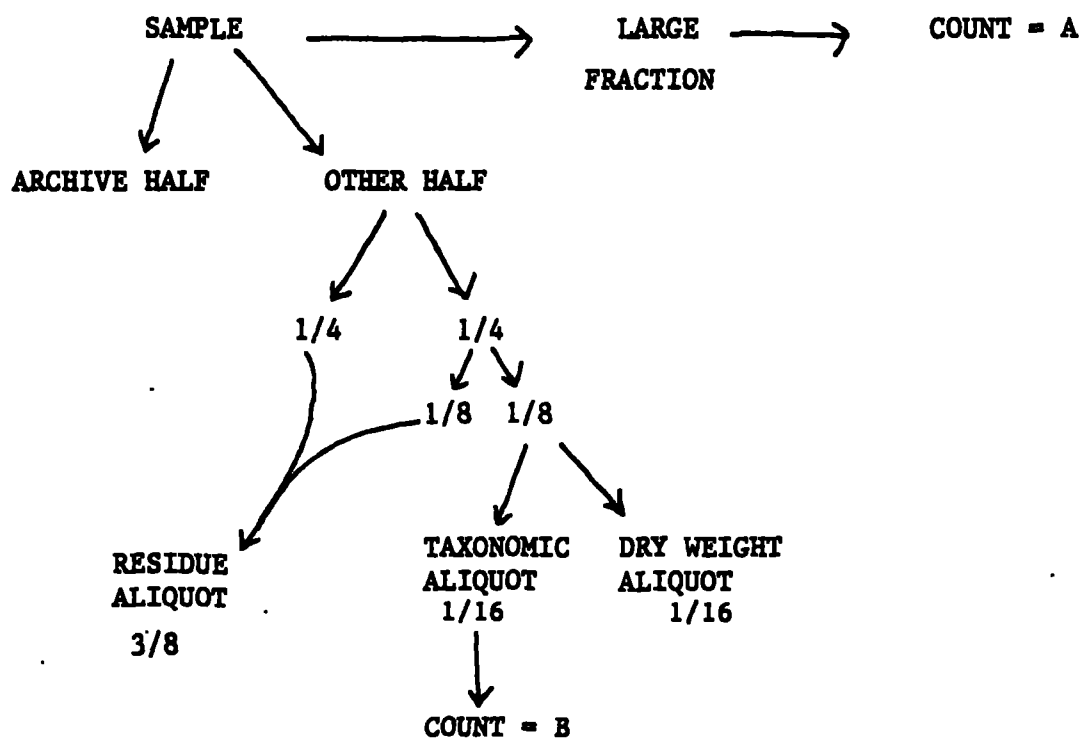 SAMPLE
LARGE
FRACTION
COUNT = A
ARCHIVE HALF
OTHER HALF
1/4
1/4
1/8
1/8
RESIDUE
ALIQUOT
3/8
TAXONOMIC
ALIQUOT
1/16
DRY WEIGHT
ALIQUOT
1/16
COUNT = B